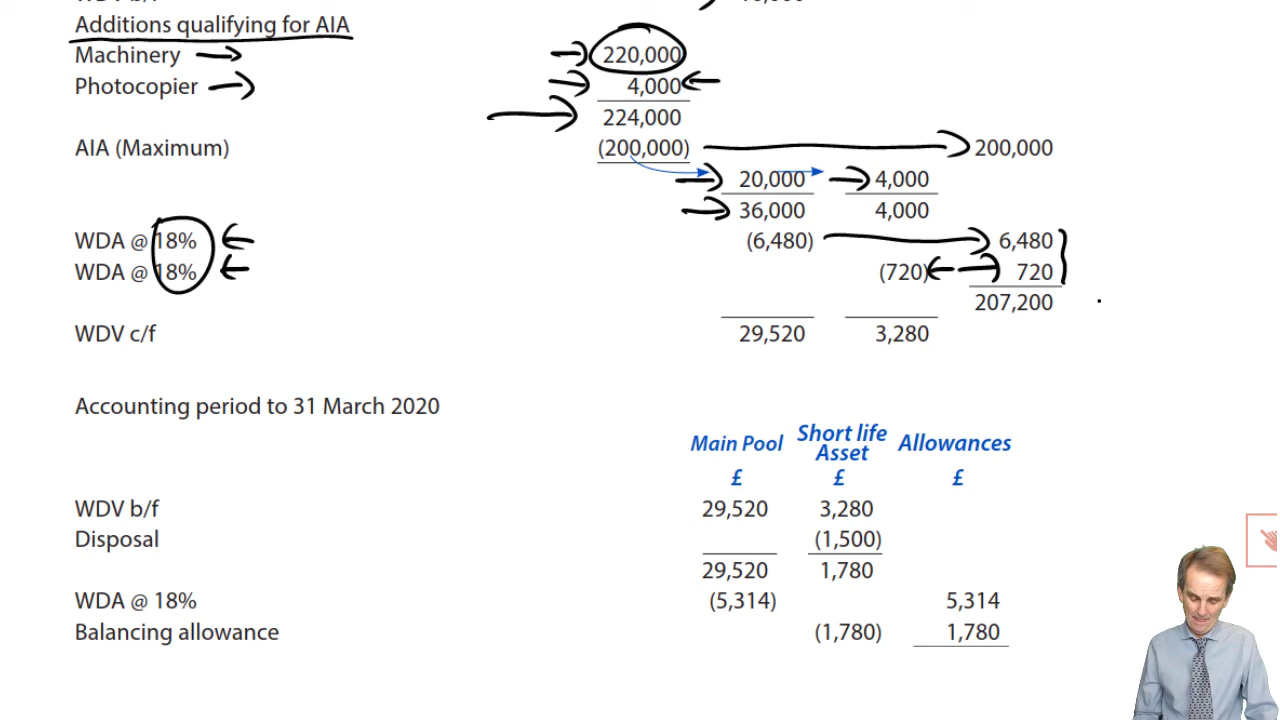 Additions qualifying for AIA
Machinery 220,000
Photocopier 4,000
224,000
AIA (Maximum) (200,000) 200,000
20,000 4,000
36,000 4,000
WDA @ 18% (6,480) 6,480
WDA @ 18% (720) 720
207,200
WDV c/f 29,520 3,280
Accounting period to 31 March 2020
Main Pool Short life Asset Allowances
£ £ £
WDV b/f 29,520 3,280
Disposal (1,500)
29,520 1,780
WDA @ 18% (5,314) 5,314
Balancing allowance (1,780) 1,780